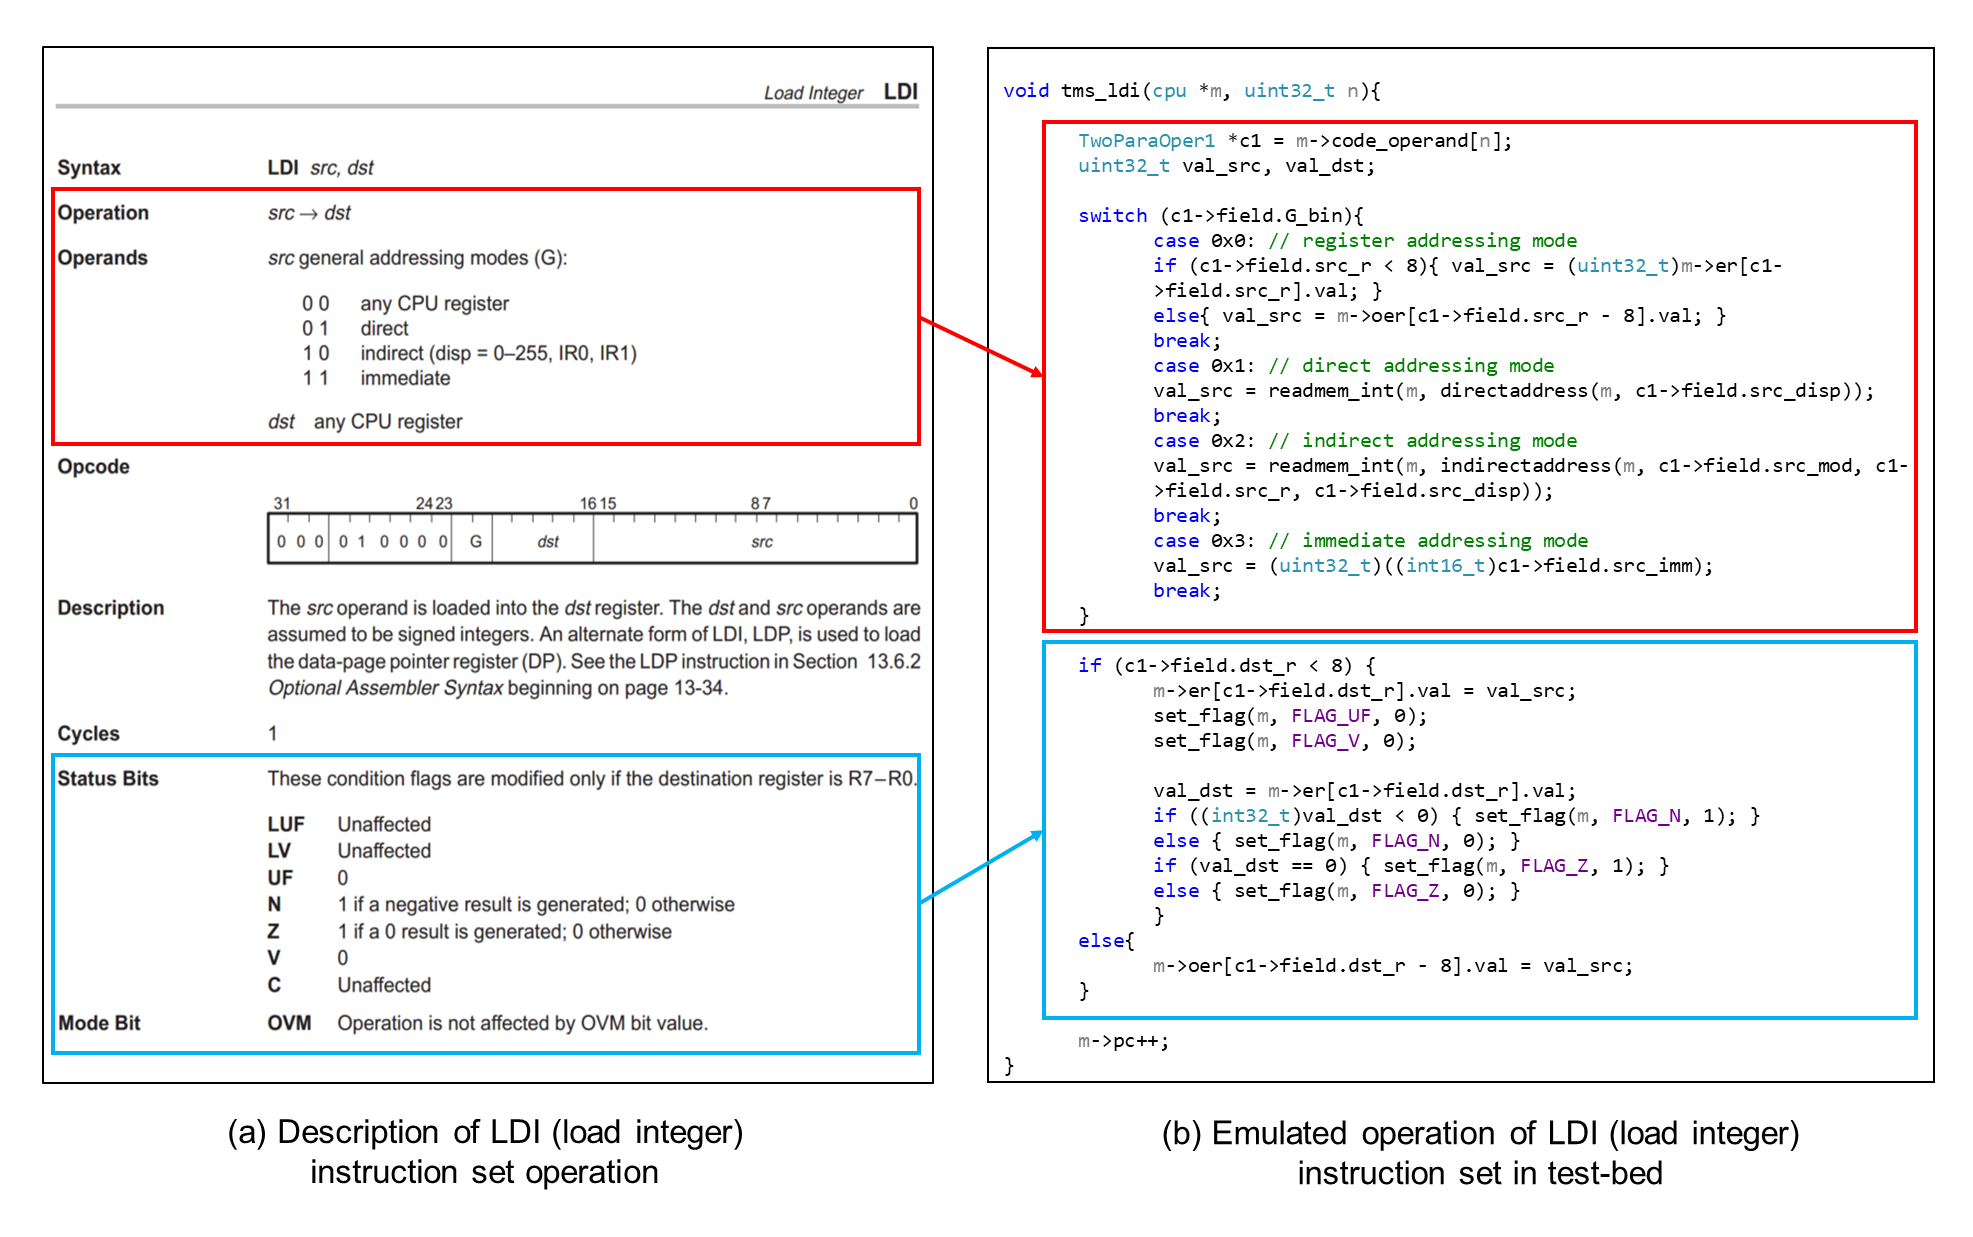 Load Integer LDI
Syntax LDI src, dst
Operation src → dst
Operands src general addressing modes (G):
0 0 any CPU register
0 1 direct
1 0 indirect (disp = 0–255, IR0, IR1)
1 1 immediate
dst any CPU register
Opcode
31 24 23 16 15 8 7 0
0 0 0 0 1 0 0 0 0 G dst src
Description The src operand is loaded into the dst register. The dst and src operands are
assumed to be signed integers. An alternate form of LDI, LDP, is used to load
the data-page pointer register (DP). See the LDP instruction in Section 13.6.2
Optional Assembler Syntax beginning on page 13-34.
Cycles 1
Status Bits These condition flags are modified only if the destination register is R7–R0.
LUF Unaffected
LV Unaffected
UF 0
N 1 if a negative result is generated; 0 otherwise
Z 1 if a 0 result is generated; 0 otherwise
V 0
C Unaffected
Mode Bit OVM Operation is not affected by OVM bit value.
(a) Description of LDI (load integer)
instruction set operation
void tms_ldi(cpu *m, uint32_t n){
TwoParaOper1 *c1 = m->code_operand[n];
uint32_t val_src, val_dst;
switch (c1->field.G_bin){
case 0x0: // register addressing mode
if (c1->field.src_r < 8){ val_src = (uint32_t)m->er[c1-
>field.src_r].val; }
else{ val_src = m->oer[c1->field.src_r - 8].val; }
break;
case 0x1: // direct addressing mode
val_src = readmem_int(m, directaddress(m, c1->field.src_disp));
break;
case 0x2: // indirect addressing mode
val_src = readmem_int(m, indirectaddress(m, c1->field.src_mod, c1-
>field.src_r, c1->field.src_disp));
break;
case 0x3: // immediate addressing mode
val_src = (uint32_t)((int16_t)c1->field.src_imm);
break;
}
if (c1->field.dst_r < 8) {
m->er[c1->field.dst_r].val = val_src;
set_flag(m, FLAG_UF, 0);
set_flag(m, FLAG_V, 0);
val_dst = m->er[c1->field.dst_r].val;
if ((int32_t)val_dst < 0) { set_flag(m, FLAG_N, 1); }
else { set_flag(m, FLAG_N, 0); }
if (val_dst == 0) { set_flag(m, FLAG_Z, 1); }
else { set_flag(m, FLAG_Z, 0); }
}
else{
m->oer[c1->field.dst_r - 8].val = val_src;
}
m->pc++;
}
(b) Emulated operation of LDI (load integer)
instruction set in test-bed